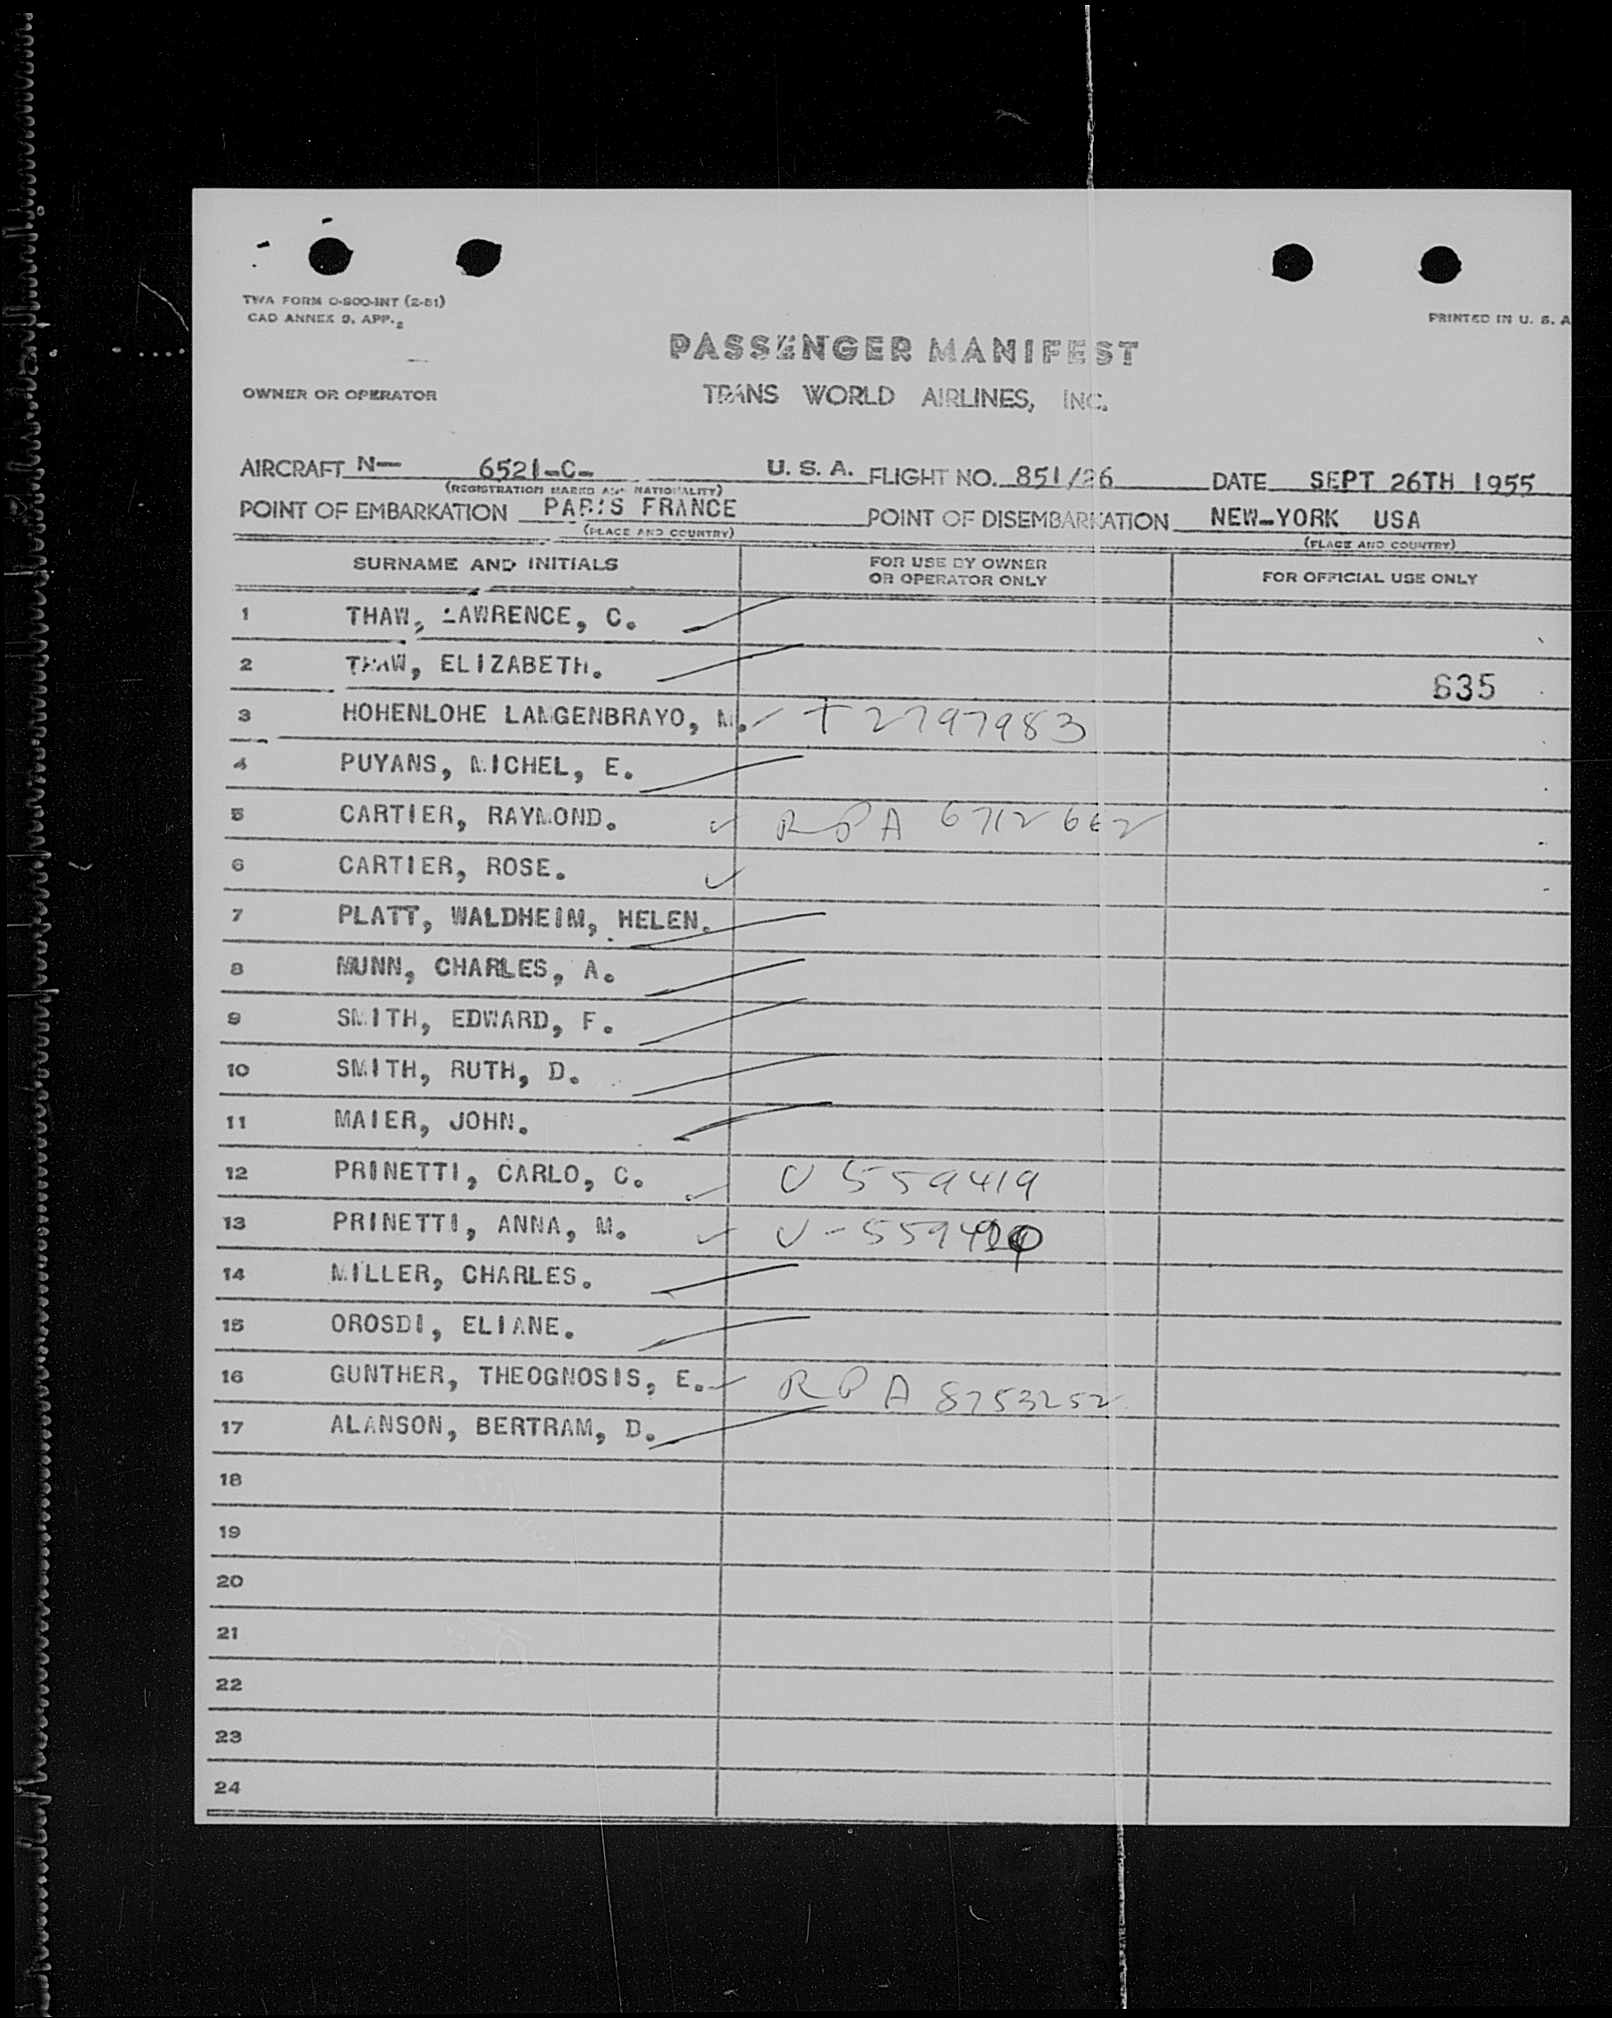 TWA FORM O-800-INT (2-51)
CAO ANNEX 9, APP. 2
PRINTED IN U. S. A
PASSENGER MANIFEST
OWNER OR OPERATOR TRANS WORLD AIRLINES, INC.
AIRCRAFT N- 6521-C- U. S. A. FLIGHT NO. 851/26 DATE SEPT 26TH 1955
(REGISTRATION MARKS AND NATIONALITY)
POINT OF EMBARKATION PARIS FRANCE POINT OF DISEMBARKATION NEW-YORK USA
(PLACE AND COUNTRY) (PLACE AND COUNTRY)
SURNAME AND INITIALS FOR USE BY OWNER OR OPERATOR ONLY FOR OFFICIAL USE ONLY
1 THAW, LAWRENCE, C.
2 THAW, ELIZABETH. 635
3 HOHENLOHE LANGENBRAYO, M. T 2797983
4 PUYANS, MICHEL, E.
5 CARTIER, RAYMOND. RPA 6712662
6 CARTIER, ROSE.
7 PLATT, WALDHEIM, HELEN.
8 MUNN, CHARLES, A.
9 SMITH, EDWARD, F.
10 SMITH, RUTH, D.
11 MAIER, JOHN.
12 PRINETTI, CARLO, C. V 559419
13 PRINETTI, ANNA, M.
14 MILLER, CHARLES.
15 OROSDI, ELIANE.
16 GUNTHER, THEOGNOSIS, E. RPA 8753252
17 ALANSON, BERTRAM, D.
18
19
20
21
22
23
24